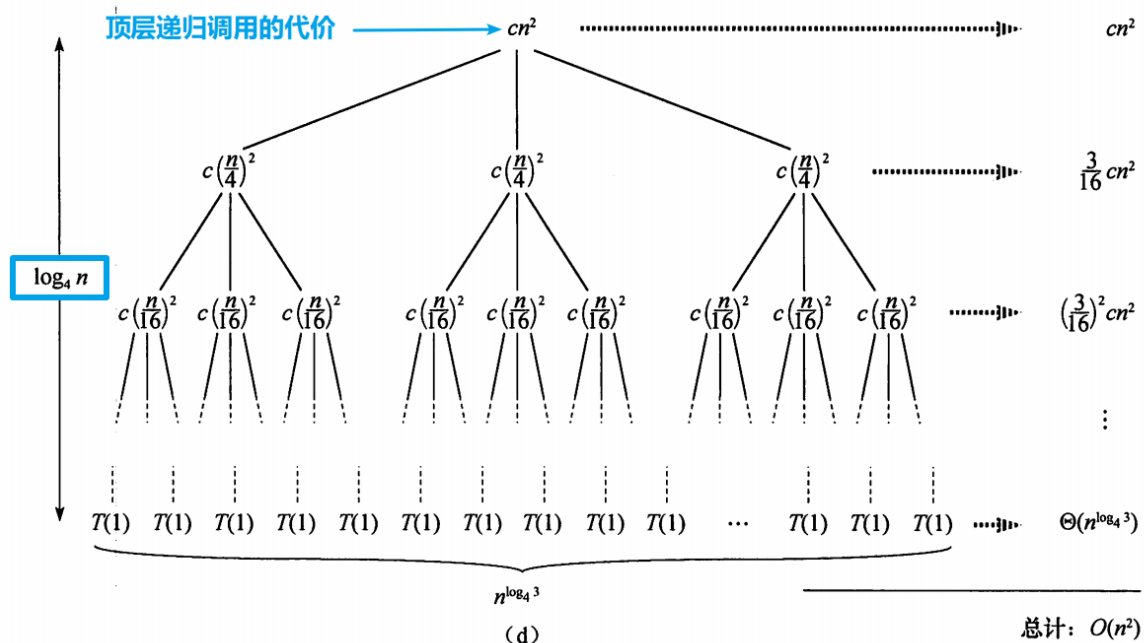 顶层递归调用的代价 cn² cn²
c(n/4)² c(n/4)² c(n/4)² 3/16 cn²
log₄ n
c(n/16)² c(n/16)² c(n/16)² c(n/16)² c(n/16)² c(n/16)² c(n/16)² c(n/16)² c(n/16)² (3/16)² cn²
⋮
T(1) T(1) T(1) T(1) T(1) T(1) T(1) T(1) T(1) T(1) ... T(1) T(1) T(1) Θ(n^{log₄ 3})
n^{log₄ 3}
(d)
总计：O(n²)